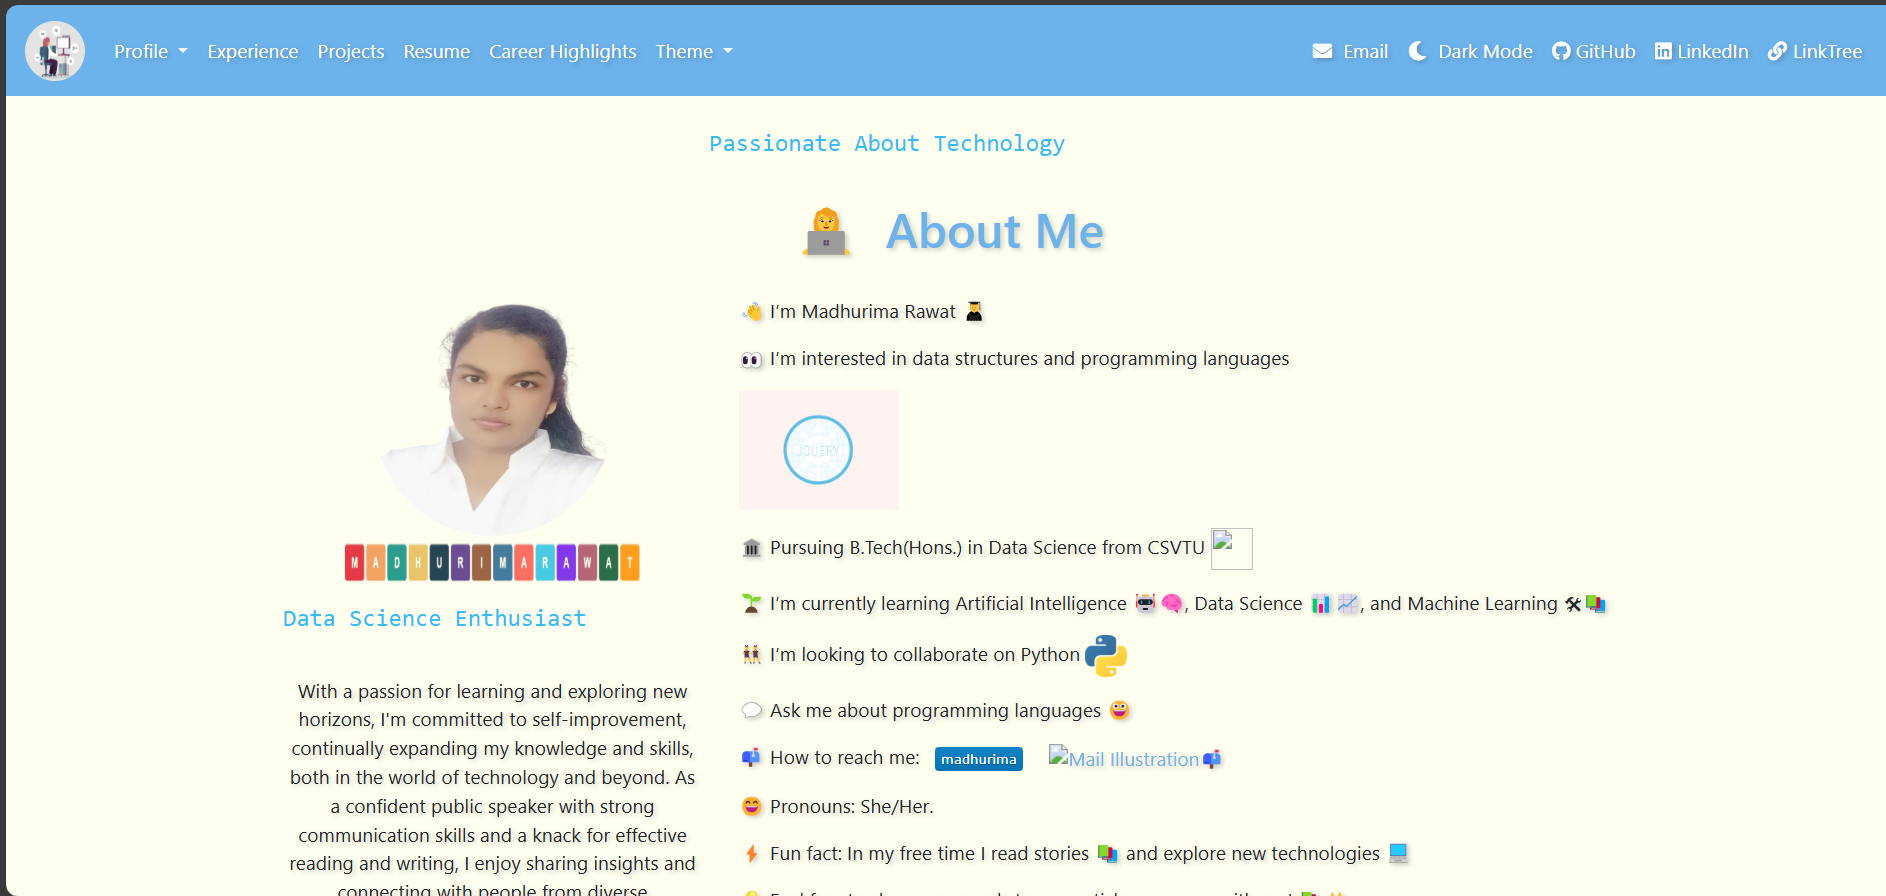 Profile Experience Projects Resume Career Highlights Theme Email Dark Mode GitHub LinkedIn LinkTree
Passionate About Technology
About Me
MADHURIMARAWAT
Data Science Enthusiast
With a passion for learning and exploring new
horizons, I'm committed to self-improvement,
continually expanding my knowledge and skills,
both in the world of technology and beyond. As
a confident public speaker with strong
communication skills and a knack for effective
reading and writing, I enjoy sharing insights and
connecting with people from diverse
👋 I’m Madhurima Rawat 👩‍🎓
👀 I’m interested in data structures and programming languages
JQUERY
🏛️ Pursuing B.Tech(Hons.) in Data Science from CSVTU
🌱 I’m currently learning Artificial Intelligence 🤖🧠, Data Science 📊📈, and Machine Learning 🛠📚
👯 I’m looking to collaborate on Python
💬 Ask me about programming languages 😀
📫 How to reach me: madhurima Mail Illustration📫
😄 Pronouns: She/Her.
⚡ Fun fact: In my free time I read stories 📚 and explore new technologies 💻